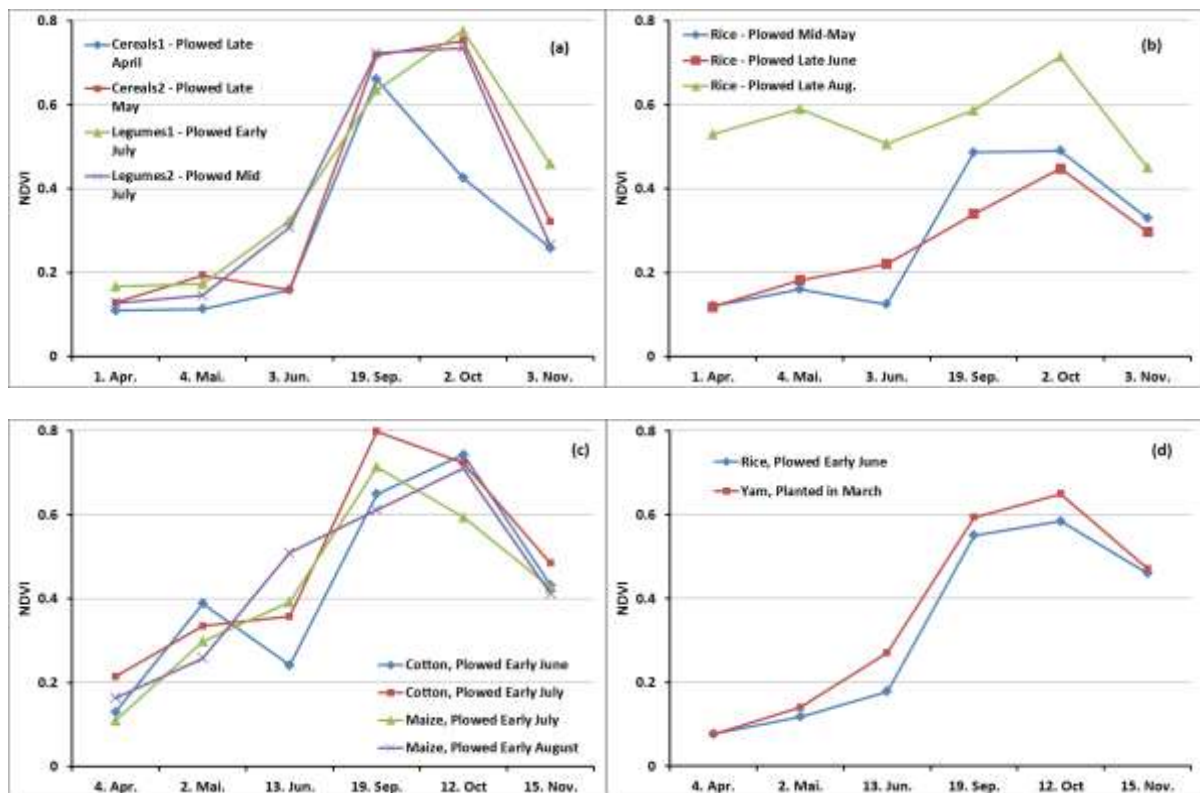 0.8
0.6
0.4
0.2
0
NDVI
(a)
Cereals1 - Plowed Late
April
Cereals2 - Plowed Late
May
Legumes1 - Plowed Early
July
Legumes2 - Plowed Mid
July
1. Apr.
4. Mai.
3. Jun.
19. Sep.
2. Oct
3. Nov.
0.8
0.6
0.4
0.2
0
NDVI
(b)
Rice - Plowed Mid-May
Rice - Plowed Late June
Rice - Plowed Late Aug.
1. Apr.
4. Mai.
3. Jun.
19. Sep.
2. Oct
3. Nov.
0.8
0.6
0.4
0.2
0
NDVI
(c)
Cotton, Plowed Early June
Cotton, Plowed Early July
Maize, Plowed Early July
Maize, Plowed Early August
4. Apr.
2. Mai.
13. Jun.
19. Sep.
12. Oct
15. Nov.
0.8
0.6
0.4
0.2
0
NDVI
(d)
Rice, Plowed Early June
Yam, Planted in March
4. Apr.
2. Mai.
13. Jun.
19. Sep.
12. Oct
15. Nov.